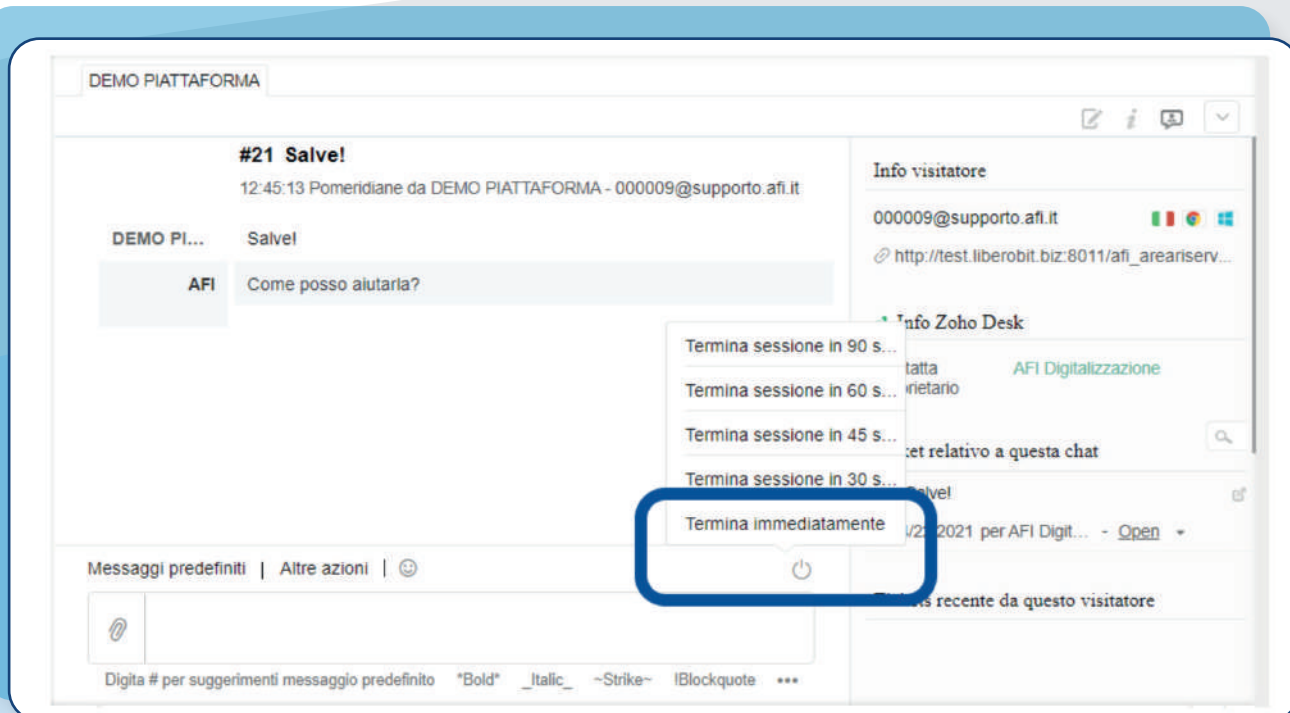 DEMO PIATTAFORMA
#21 Salve!
12:45:13 Pomeridiane da DEMO PIATTAFORMA - 000009@supporto.afi.it
DEMO PI... Salve!
AFI Come posso aiutarla?
Termina sessione in 90 s...
Termina sessione in 60 s...
Termina sessione in 45 s...
Termina sessione in 30 s...
Termina immediatamente
Messaggi predefiniti | Altre azioni |
Digita # per suggerimenti messaggio predefinito *Bold* _Italic_ ~Strike~ !Blockquote •••
Info visitatore
000009@supporto.afi.it
http://test.liberobit.biz:8011/afi_areariserv...
Info Zoho Desk
tatta AFI Digitalizzazione
rietario
ket relativo a questa chat
Salve!
2021 per AFI Digit... - Open
recente da questo visitatore